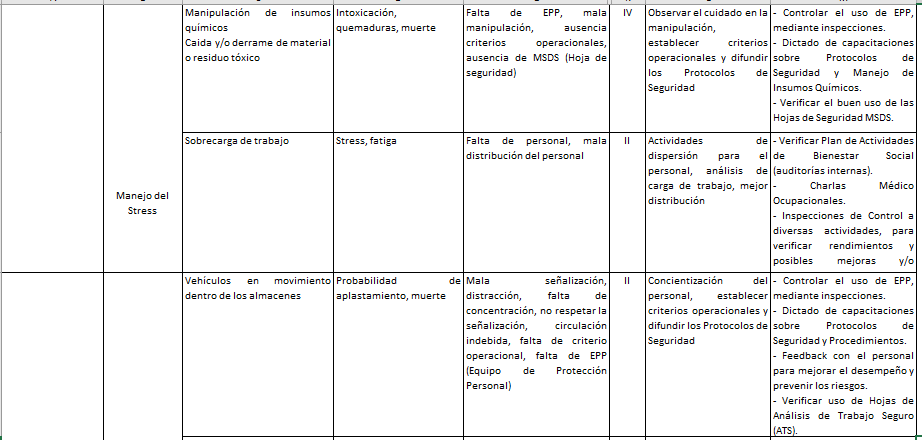 Manipulación de insumos
químicos
Caida y/o derrame de material
o residuo tóxico
Intoxicación,
quemaduras, muerte
Falta de EPP, mala
manipulación, ausencia
criterios operacionales,
ausencia de MSDS (Hoja de
seguridad)
IV
Observar el cuidado en la
manipulación,
establecer criterios
operacionales y difundir
los Protocolos de
Seguridad
- Controlar el uso de EPP,
mediante inspecciones.
- Dictado de capacitaciones
sobre Protocolos de
Seguridad y Manejo de
Insumos Químicos.
- Verificar el buen uso de las
Hojas de Seguridad MSDS.
Manejo del
Stress
Sobrecarga de trabajo
Stress, fatiga
Falta de personal, mala
distribución del personal
II
Actividades de
dispersión para el
personal, análisis de
carga de trabajo, mejor
distribución
- Verificar Plan de Actividades
de Bienestar Social
(auditorías internas).
- Charlas Médico
Ocupacionales.
- Inspecciones de Control a
diversas actividades, para
verificar rendimientos y
posibles mejoras y/o
Vehículos en movimiento
dentro de los almacenes
Probabilidad de
aplastamiento, muerte
Mala señalización,
distracción, falta de
concentración, no respetar la
señalización, circulación
indebida, falta de criterio
operacional, falta de EPP
(Equipo de Protección
Personal)
II
Concientización del
personal, establecer
criterios operacionales y
difundir los Protocolos de
Seguridad
- Controlar el uso de EPP,
mediante inspecciones.
- Dictado de capacitaciones
sobre Protocolos de
Seguridad y Procedimientos.
- Feedback con el personal
para mejorar el desempeño y
prevenir los riesgos.
- Verificar uso de Hojas de
Análisis de Trabajo Seguro
(ATS).